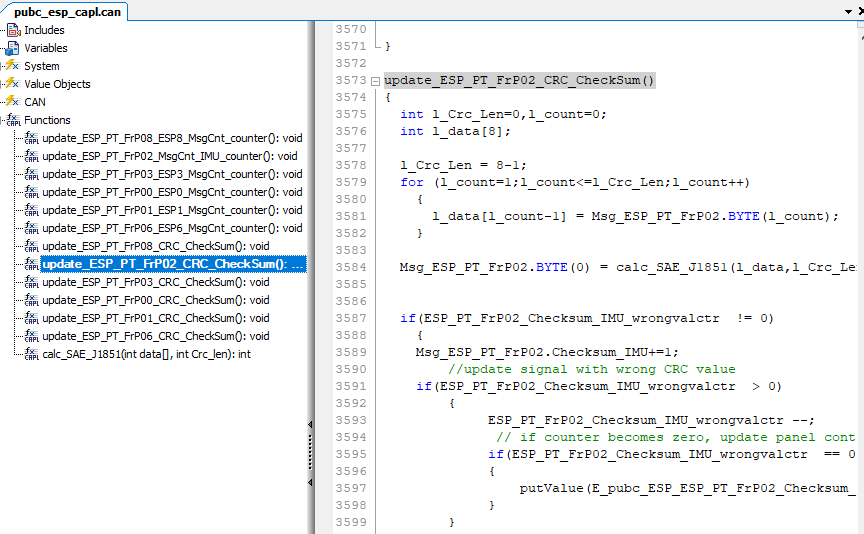 pubc_esp_capl.can
Includes
Variables
System
Value Objects
CAN
Functions
update_ESP_PT_FrP08_ESP8_MsgCnt_counter(): void
update_ESP_PT_FrP02_MsgCnt_IMU_counter(): void
update_ESP_PT_FrP03_ESP3_MsgCnt_counter(): void
update_ESP_PT_FrP00_ESP0_MsgCnt_counter(): void
update_ESP_PT_FrP01_ESP1_MsgCnt_counter(): void
update_ESP_PT_FrP06_ESP6_MsgCnt_counter(): void
update_ESP_PT_FrP08_CRC_CheckSum(): void
update_ESP_PT_FrP02_CRC_CheckSum(): ...
update_ESP_PT_FrP03_CRC_CheckSum(): void
update_ESP_PT_FrP00_CRC_CheckSum(): void
update_ESP_PT_FrP01_CRC_CheckSum(): void
update_ESP_PT_FrP06_CRC_CheckSum(): void
calc_SAE_J1851(int data[], int Crc_len): int
3570
3571 }
3572
3573 update_ESP_PT_FrP02_CRC_CheckSum()
3574 {
3575 int l_Crc_Len=0,l_count=0;
3576 int l_data[8];
3577
3578 l_Crc_Len = 8-1;
3579 for (l_count=1;l_count<=l_Crc_Len;l_count++)
3580 {
3581 l_data[l_count-1] = Msg_ESP_PT_FrP02.BYTE(l_count);
3582 }
3583
3584 Msg_ESP_PT_FrP02.BYTE(0) = calc_SAE_J1851(l_data,l_Crc_Le
3585
3586
3587 if(ESP_PT_FrP02_Checksum_IMU_wrongvalctr != 0)
3588 {
3589 Msg_ESP_PT_FrP02.Checksum_IMU+=1;
3590 //update signal with wrong CRC value
3591 if(ESP_PT_FrP02_Checksum_IMU_wrongvalctr > 0)
3592 {
3593 ESP_PT_FrP02_Checksum_IMU_wrongvalctr --;
3594 // if counter becomes zero, update panel cont
3595 if(ESP_PT_FrP02_Checksum_IMU_wrongvalctr == 0
3596 {
3597 putValue(E_pubc_ESP_ESP_PT_FrP02_Checksum_
3598 }
3599 }